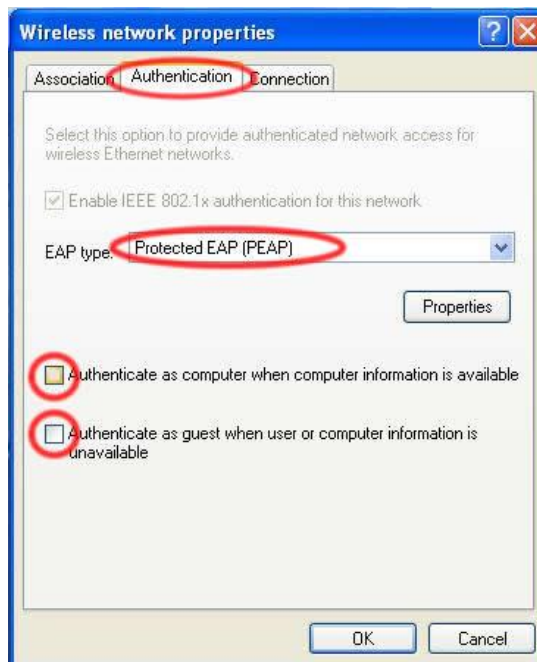 Wireless network properties
Association Authentication Connection
Select this option to provide authenticated network access for
wireless Ethernet networks.
Enable IEEE 802.1x authentication for this network
EAP type: Protected EAP (PEAP)
Properties
Authenticate as computer when computer information is available
Authenticate as guest when user or computer information is
unavailable
OK Cancel